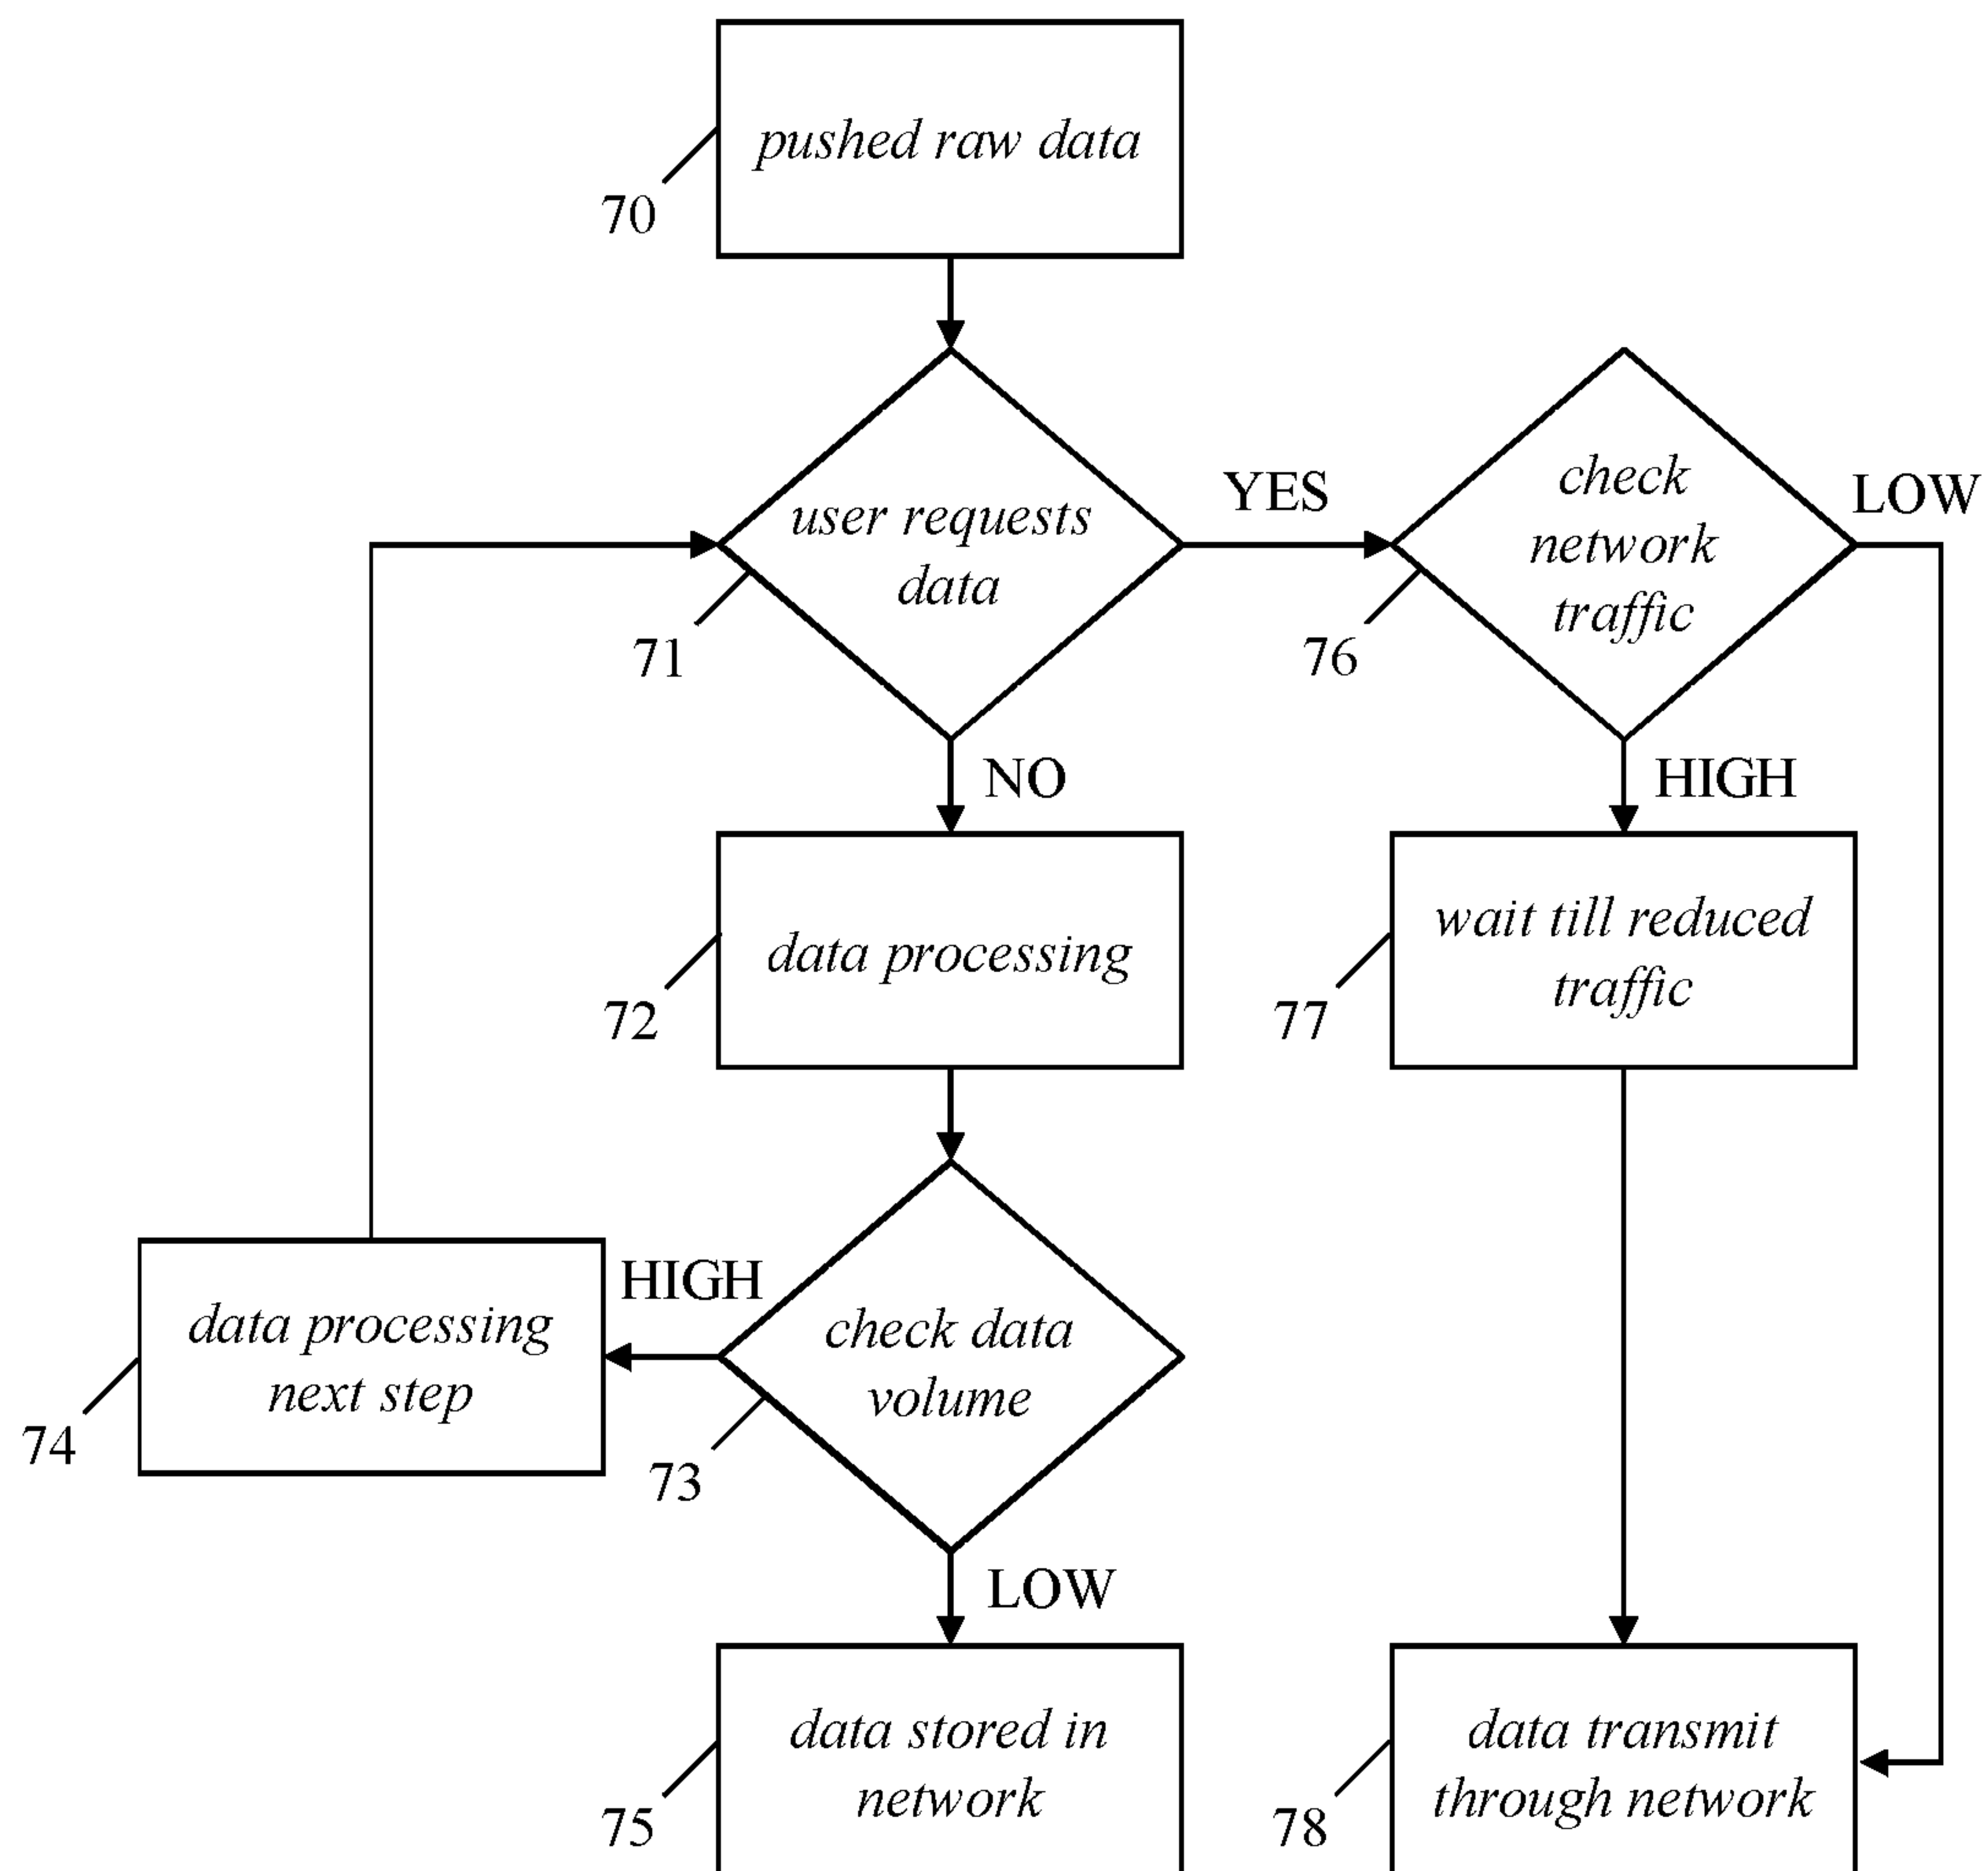 pushed raw data
70
user requests
data
71
YES
check
network
traffic
76
LOW
NO
HIGH
data processing
72
wait till reduced
traffic
77
HIGH
data processing
next step
74
check data
volume
73
LOW
data stored in
network
75
data transmit
through network
78